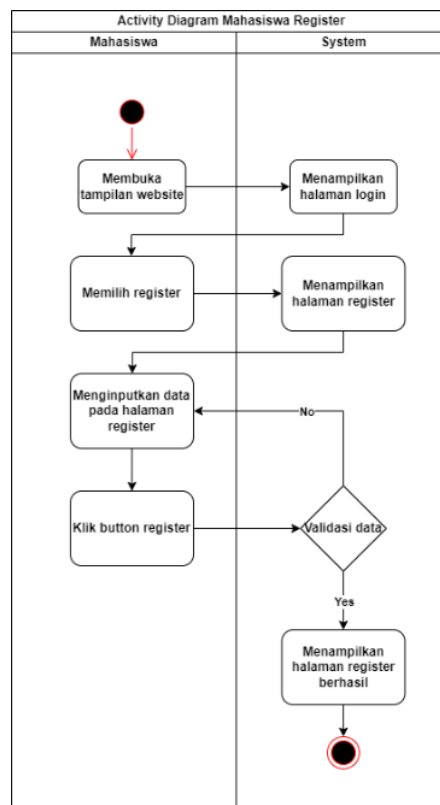 Activity Diagram Mahasiswa Register
Mahasiswa
System
Membuka
tampilan website
Menampilkan
halaman login
Memilih register
Menampilkan
halaman register
Menginputkan data
pada halaman
register
No
Klik button register
Validasi data
Yes
Menampilkan
halaman register
berhasil